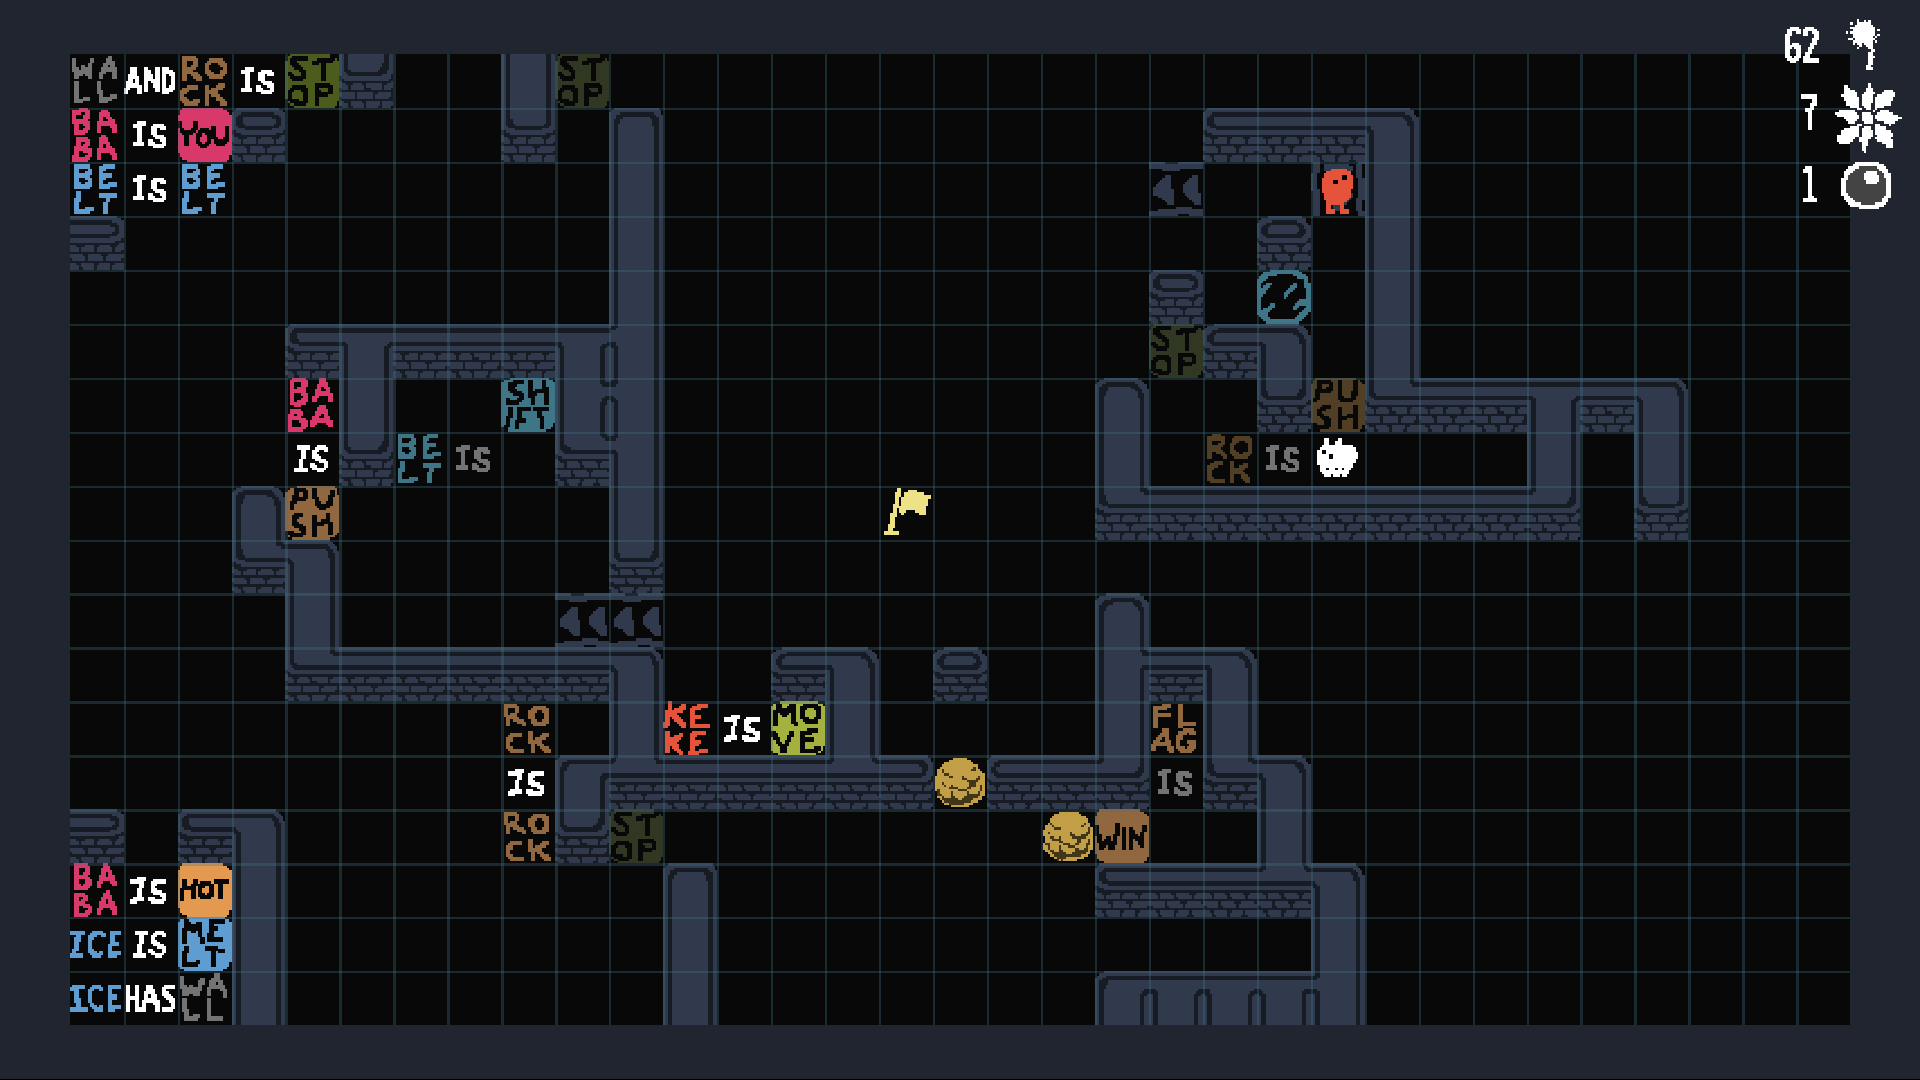 62
WALL AND ROCK IS STOP STOP
BABA IS YOU
7
BELT IS BELT
1
STOP
BABA SHIFT PUSH
IS BELT IS ROCK IS
PUSH
ROCK KEKE IS MOVE FLAG
IS IS
ROCK STOP WIN
BABA IS HOT
ICE IS MELT
ICE HAS WALL